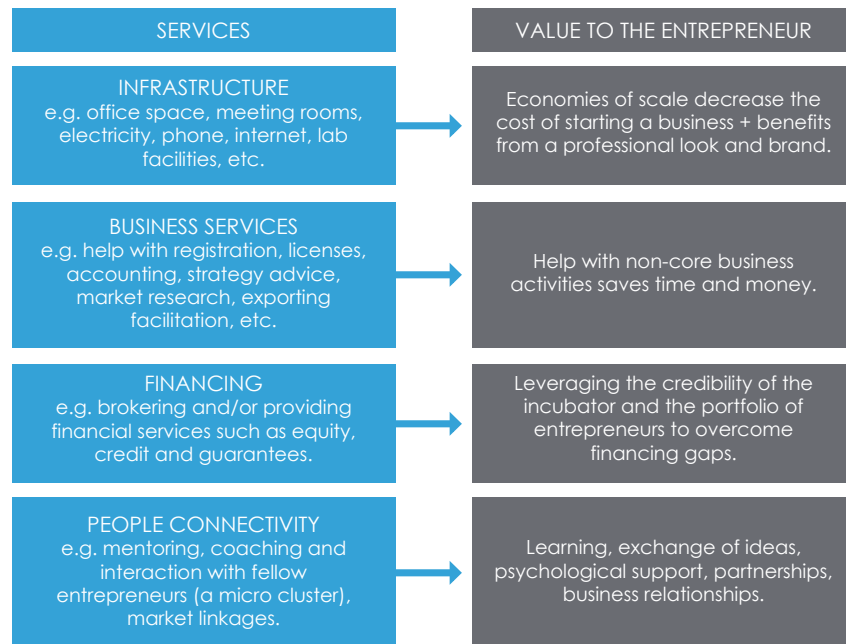 SERVICES
VALUE TO THE ENTREPRENEUR
INFRASTRUCTURE
e.g. office space, meeting rooms,
electricity, phone, internet, lab
facilities, etc.
Economies of scale decrease the
cost of starting a business + benefits
from a professional look and brand.
BUSINESS SERVICES
e.g. help with registration, licenses,
accounting, strategy advice,
market research, exporting
facilitation, etc.
Help with non-core business
activities saves time and money.
FINANCING
e.g. brokering and/or providing
financial services such as equity,
credit and guarantees.
Leveraging the credibility of the
incubator and the portfolio of
entrepreneurs to overcome
financing gaps.
PEOPLE CONNECTIVITY
e.g. mentoring, coaching and
interaction with fellow
entrepreneurs (a micro cluster),
market linkages.
Learning, exchange of ideas,
psychological support, partnerships,
business relationships.